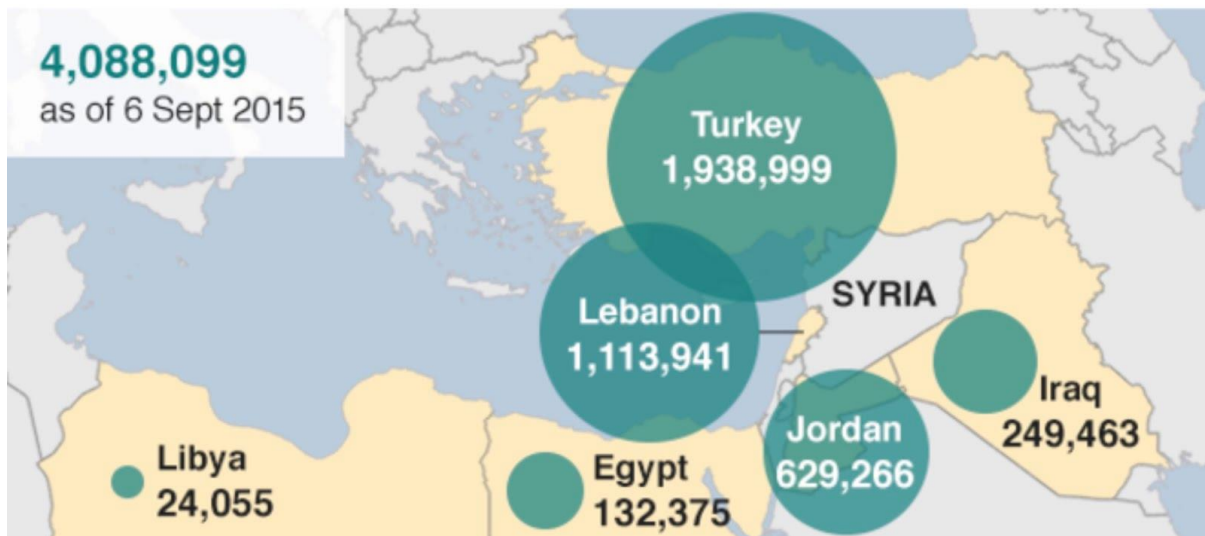 4,088,099
as of 6 Sept 2015
Turkey
1,938,999
SYRIA
Lebanon
1,113,941
Iraq
249,463
Jordan
629,266
Libya
24,055
Egypt
132,375